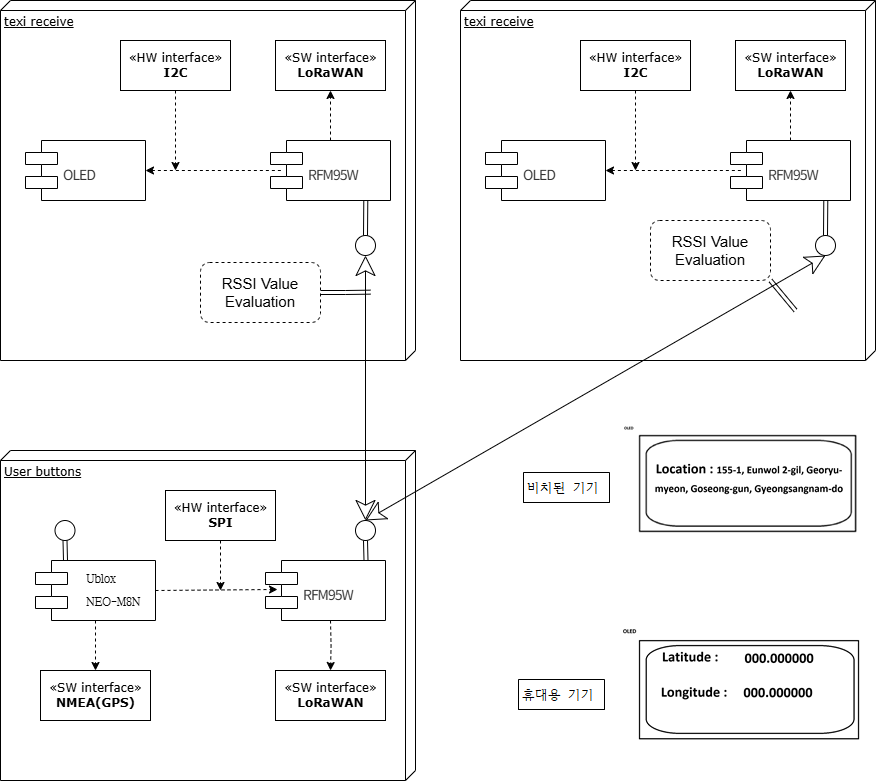 texi receive
«HW interface»
I2C
«SW interface»
LoRaWAN
OLED
RFM95W
RSSI Value
Evaluation
texi receive
«HW interface»
I2C
«SW interface»
LoRaWAN
OLED
RFM95W
RSSI Value
Evaluation
User buttons
«HW interface»
SPI
Ublox
NEO-M8N
RFM95W
«SW interface»
NMEA(GPS)
«SW interface»
LoRaWAN
비치된 기기
OLED
Location : 155-1, Eunwol 2-gil, Georyu-
myeon, Goseong-gun, Gyeongsangnam-do
휴대용 기기
OLED
Latitude : 000.000000
Longitude : 000.000000